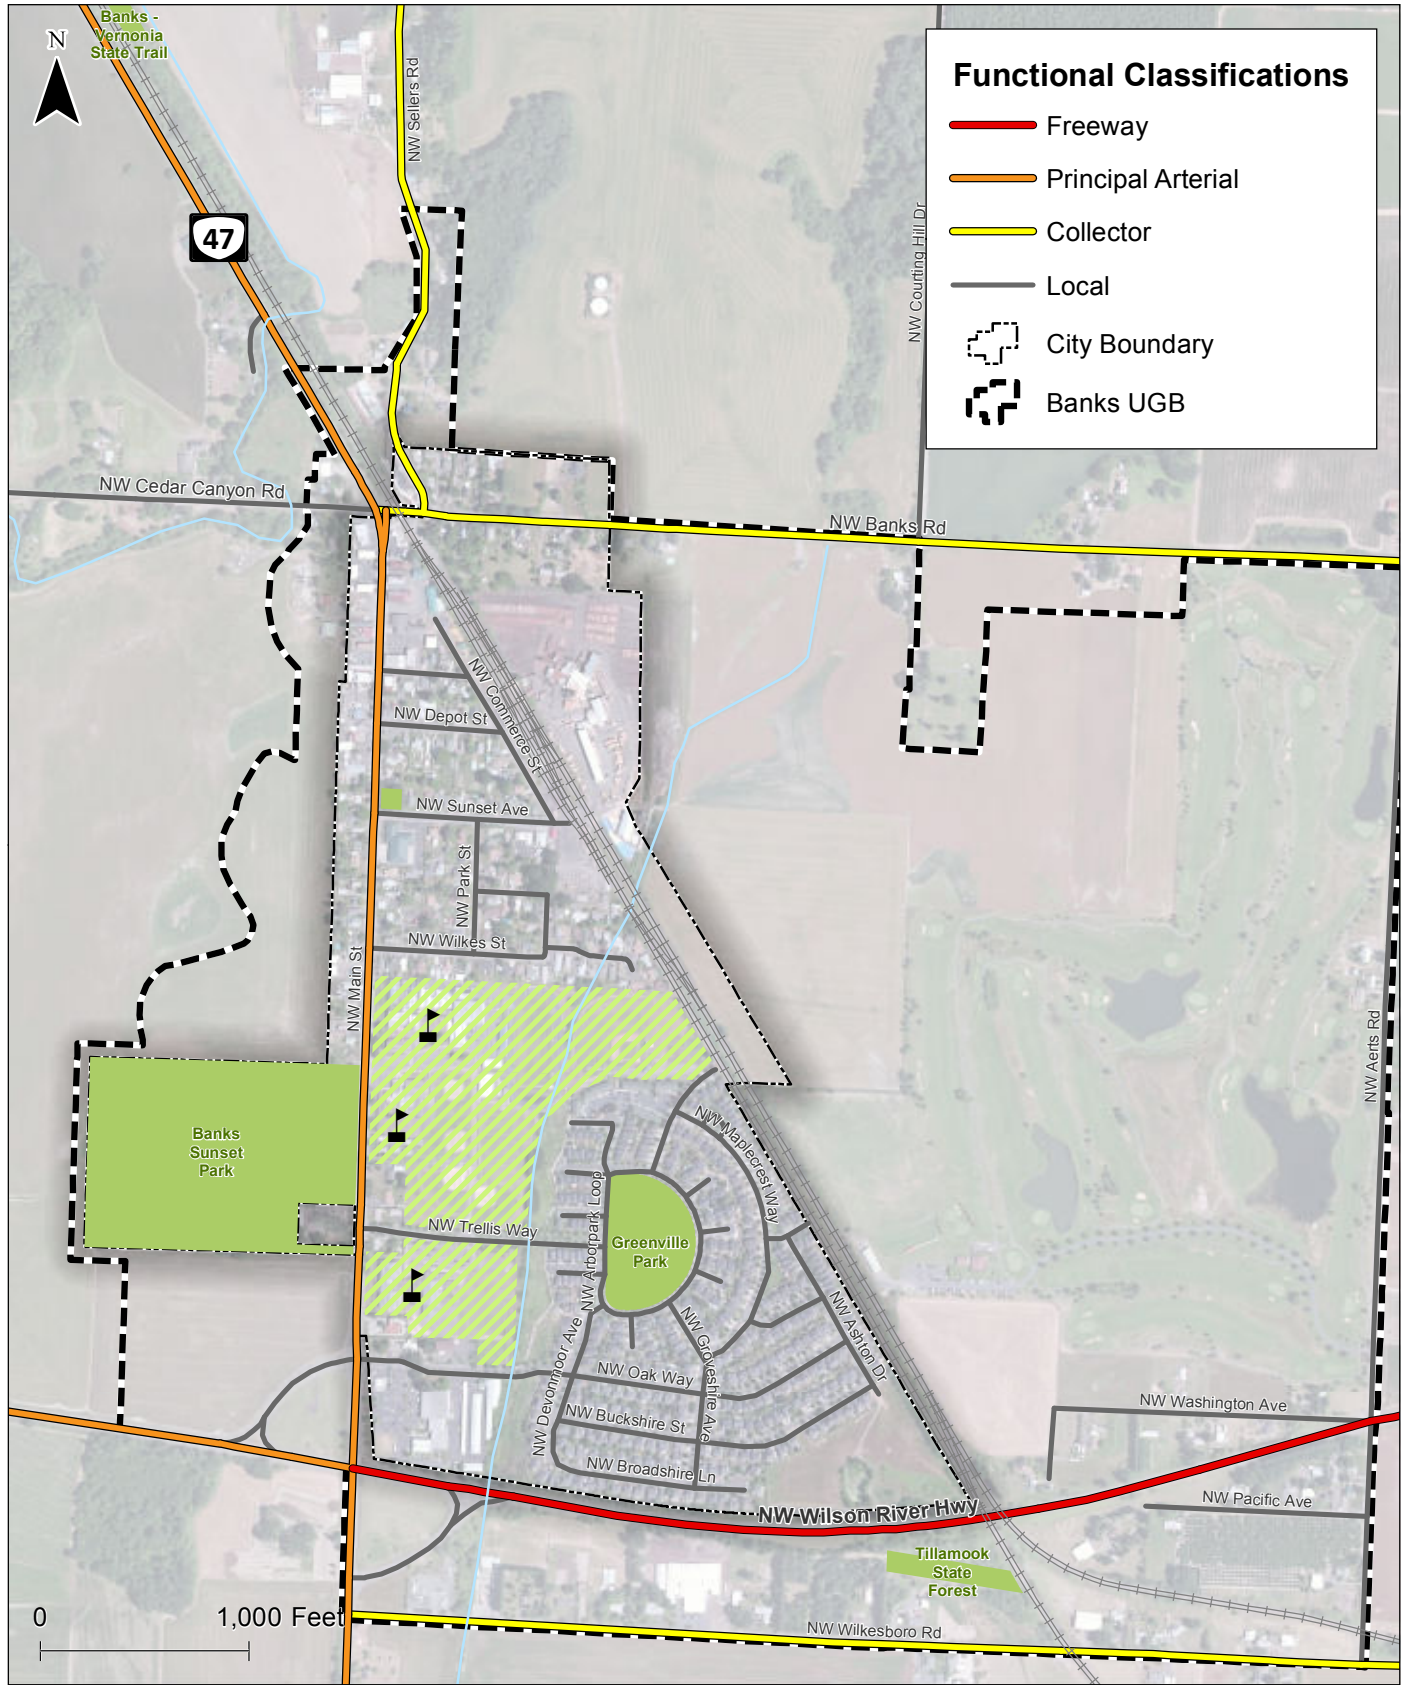 Banks -
Vernonia
State Trail
N
NW Sellers Rd
Functional Classifications
Freeway
Principal Arterial
Collector
Local
City Boundary
Banks UGB
47
NW Courting Hill Dr
NW Cedar Canyon Rd
NW Banks Rd
NW Commerce St
NW Depot St
NW Sunset Ave
NW Park St
NW Wilkes St
NW Main St
NW Aerts Rd
Banks
Sunset
Park
NW Maplecrest Way
NW Arborpark Loop
NW Trellis Way
Greenville
Park
NW Ashton Dr
NW Groveshire Ave
NW Devonmoor Ave
NW Oak Way
NW Buckshire St
NW Broadshire Ln
NW Washington Ave
NW Pacific Ave
NW Wilson River Hwy
Tillamook
State
Forest
0
1,000 Feet
NW Wilkesboro Rd